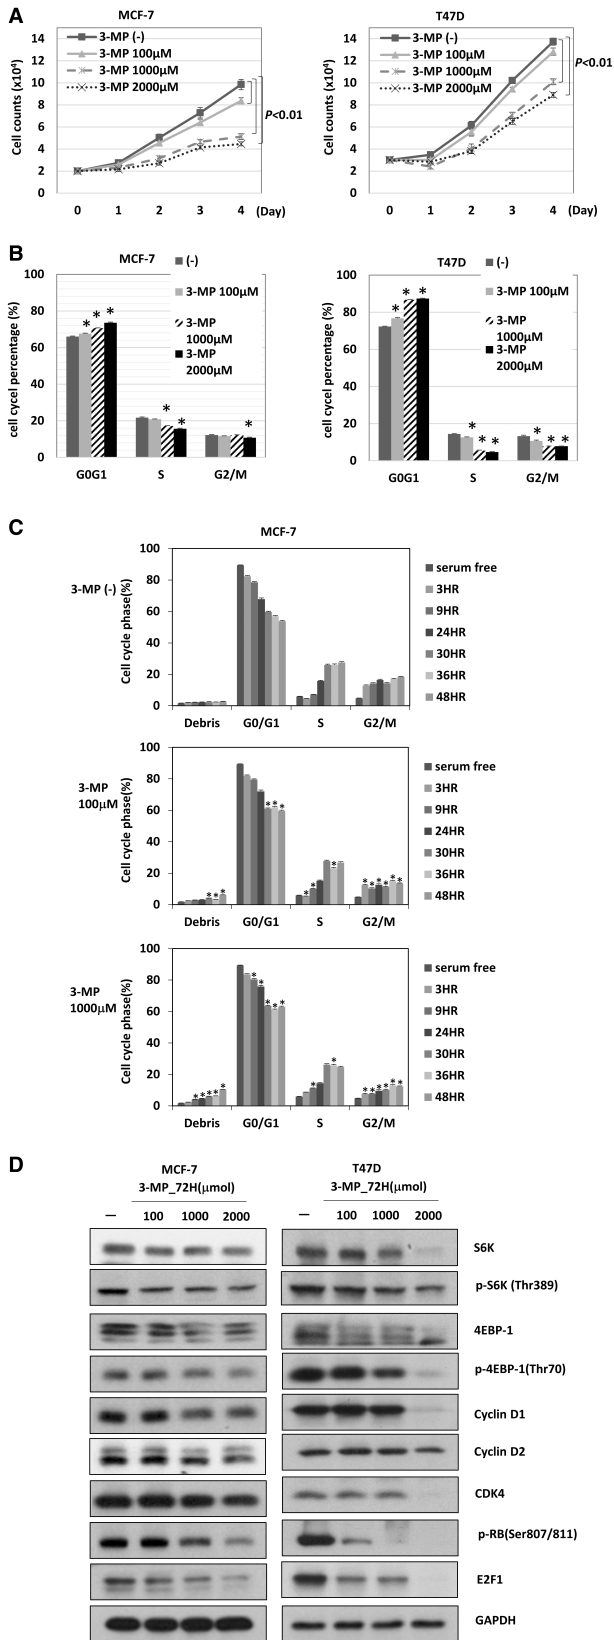 A
MCF-7
T47D
Cell counts (x10⁴)
14
12
10
8
6
4
2
0
3-MP (-)
3-MP 100µM
3-MP 1000µM
3-MP 2000µM
P<0.01
0 1 2 3 4 (Day)
Cell counts (x10⁴)
14
12
10
8
6
4
2
0
3-MP (-)
3-MP 100µM
3-MP 1000µM
3-MP 2000µM
P<0.01
0 1 2 3 4 (Day)
B
MCF-7
T47D
cell cycel percentage (%)
100
80
60
40
20
0
(-)
3-MP 100µM
3-MP
1000µM
3-MP
2000µM
* * *
* *
*
G0G1 S G2/M
cell cycel percentage (%)
100
80
60
40
20
0
(-)
3-MP 100µM
3-MP
1000µM
3-MP
2000µM
* * *
* * *
* * *
G0G1 S G2/M
C
MCF-7
3-MP (-)
Cell cycle phase(%)
100
80
60
40
20
0
Debris G0/G1 S G2/M
serum free
3HR
9HR
24HR
30HR
36HR
48HR
3-MP
100µM
Cell cycle phase(%)
100
80
60
40
20
0
Debris G0/G1 S G2/M
serum free
3HR
9HR
24HR
30HR
36HR
48HR
3-MP
1000µM
Cell cycle phase(%)
100
80
60
40
20
0
Debris G0/G1 S G2/M
serum free
3HR
9HR
24HR
30HR
36HR
48HR
D
MCF-7
3-MP_72H(µmol)
— 100 1000 2000
T47D
3-MP_72H(µmol)
— 100 1000 2000
S6K
p-S6K (Thr389)
4EBP-1
p-4EBP-1(Thr70)
Cyclin D1
Cyclin D2
CDK4
p-RB(Ser807/811)
E2F1
GAPDH